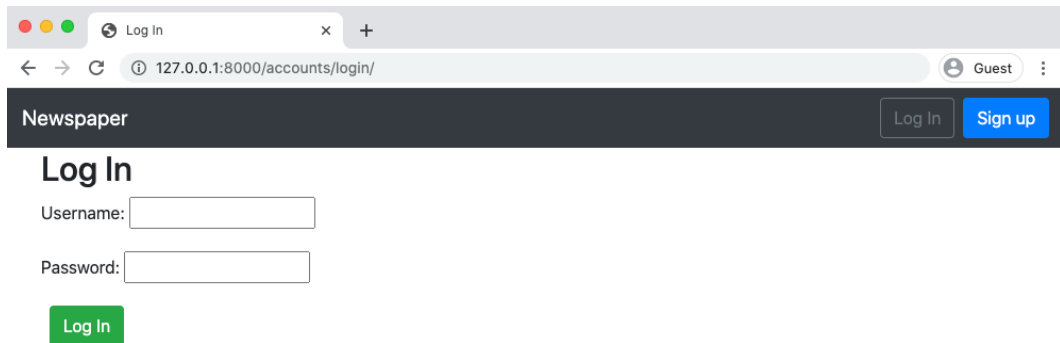 Log In
127.0.0.1:8000/accounts/login/ Guest
Newspaper Log In Sign up
Log In
Username:
Password:
Log In